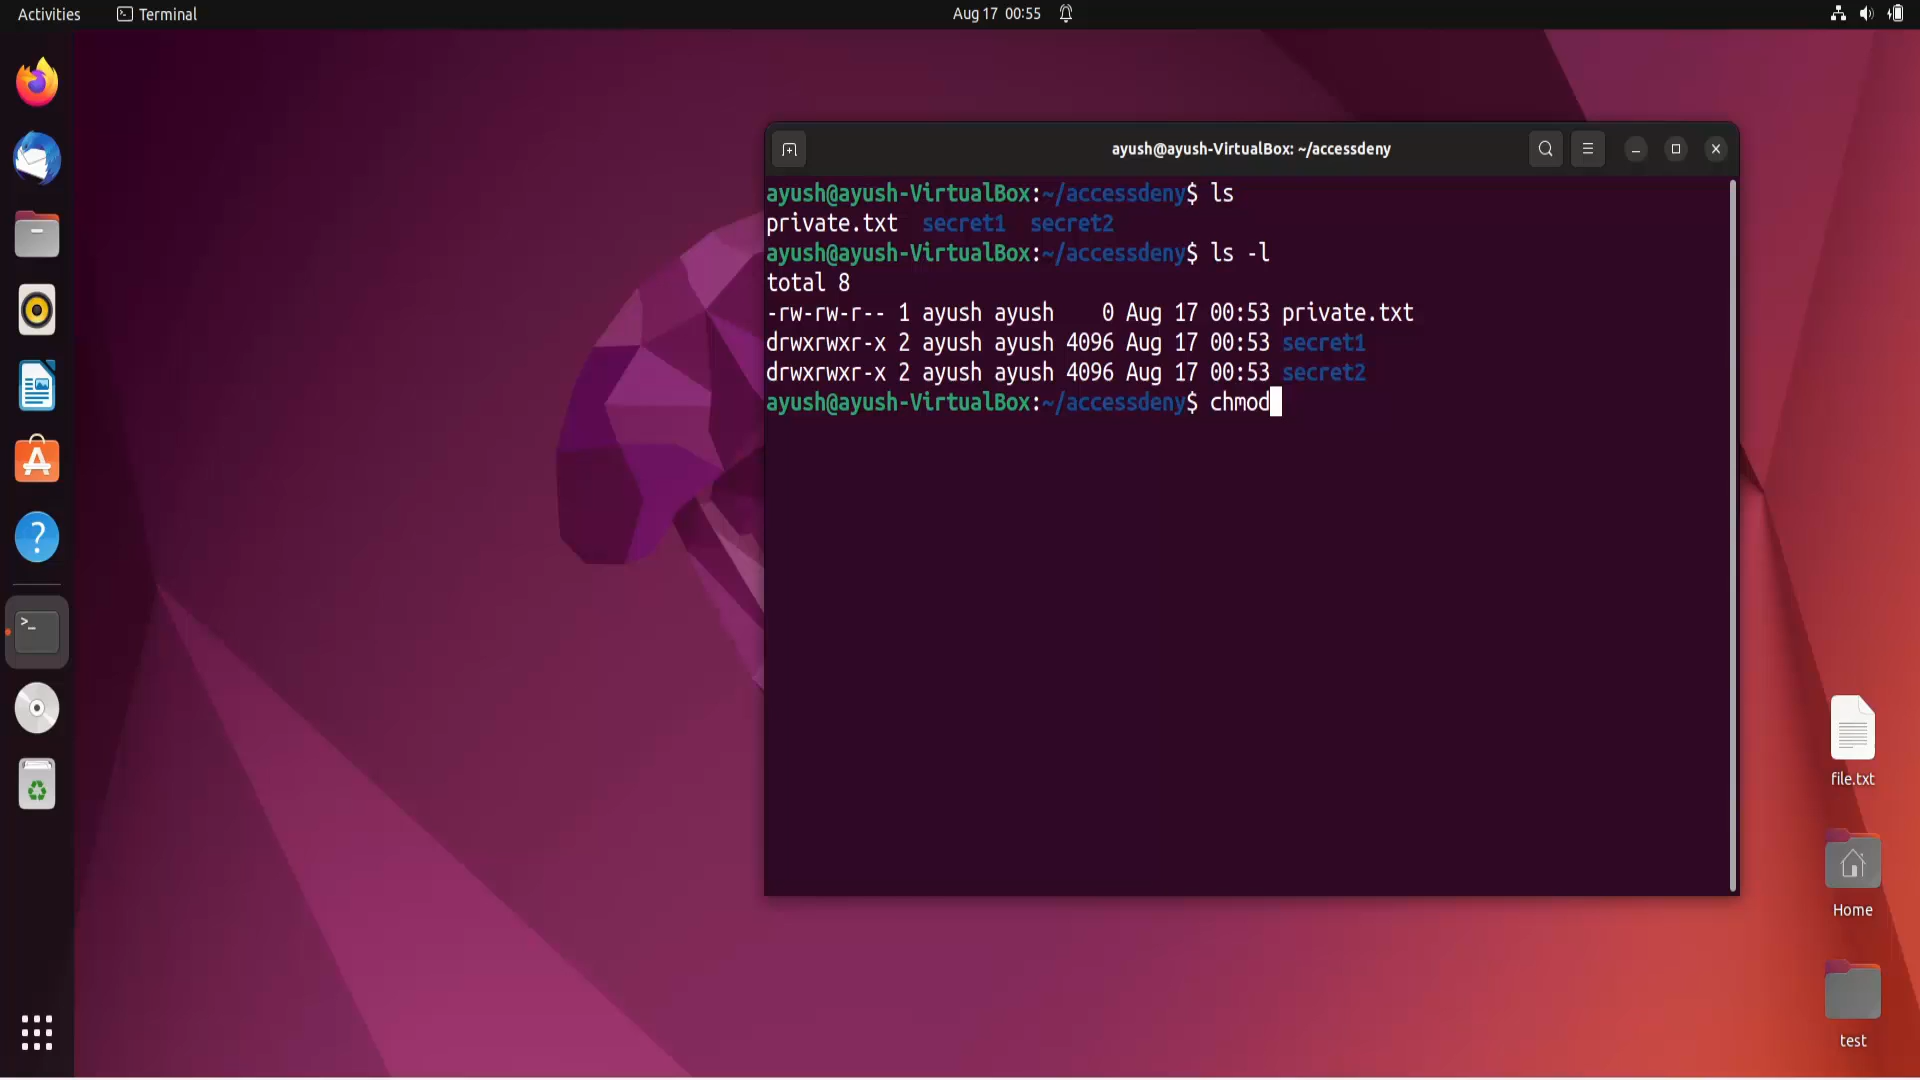 Activities Terminal Aug 17 00:55
ayush@ayush-VirtualBox: ~/accessdeny
ayush@ayush-VirtualBox:~/accessdeny$ ls
private.txt secret1 secret2
ayush@ayush-VirtualBox:~/accessdeny$ ls -l
total 8
-rw-rw-r-- 1 ayush ayush    0 Aug 17 00:53 private.txt
drwxrwxr-x 2 ayush ayush 4096 Aug 17 00:53 secret1
drwxrwxr-x 2 ayush ayush 4096 Aug 17 00:53 secret2
ayush@ayush-VirtualBox:~/accessdeny$ chmod
file.txt
Home
test